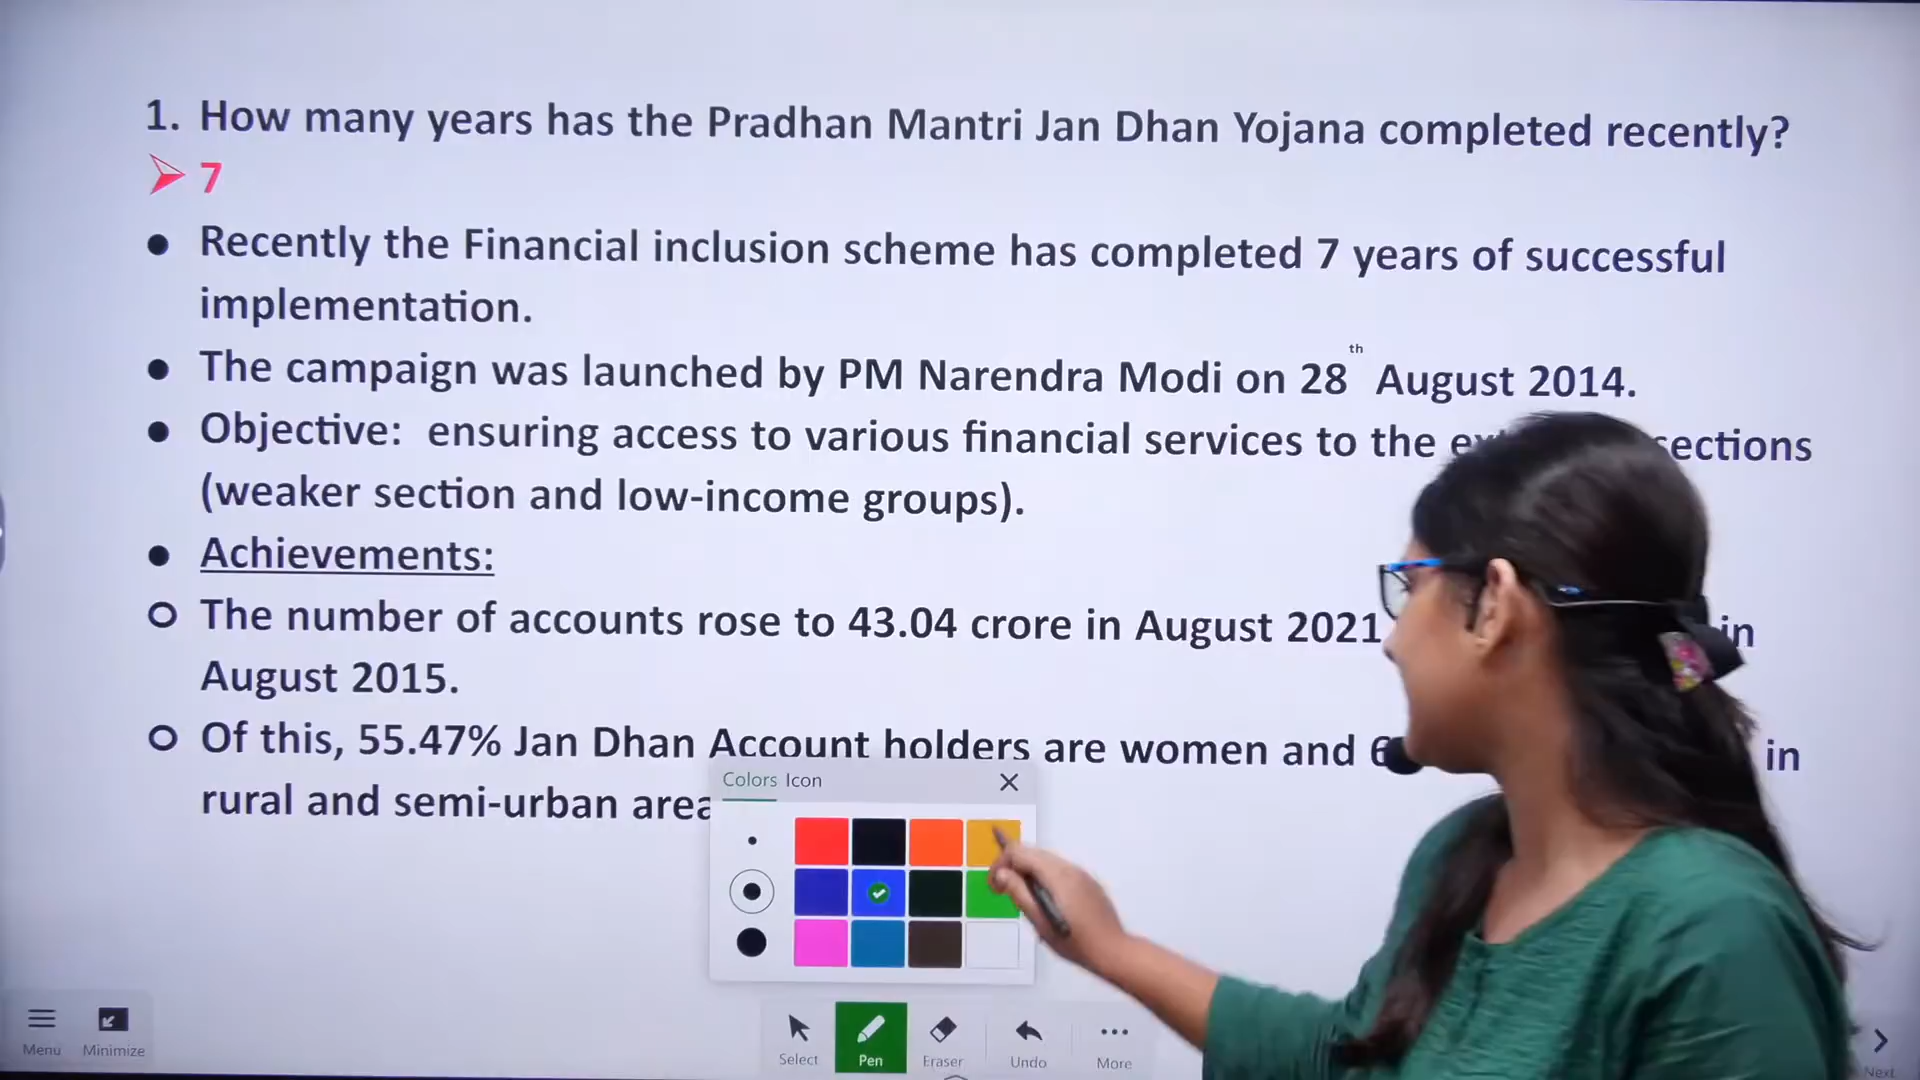 1. How many years has the Pradhan Mantri Jan Dhan Yojana completed recently?
➢ 7
● Recently the Financial inclusion scheme has completed 7 years of successful
implementation.
● The campaign was launched by PM Narendra Modi on 28th August 2014.
● Objective: ensuring access to various financial services to the sections
(weaker section and low-income groups).
● Achievements:
○ The number of accounts rose to 43.04 crore in August 2021 in
August 2015.
○ Of this, 55.47% Jan Dhan Account holders are women and in
rural and semi-urban
Colors Icon
Menu
Minimize
Select
Pen
Eraser
Undo
More
Next